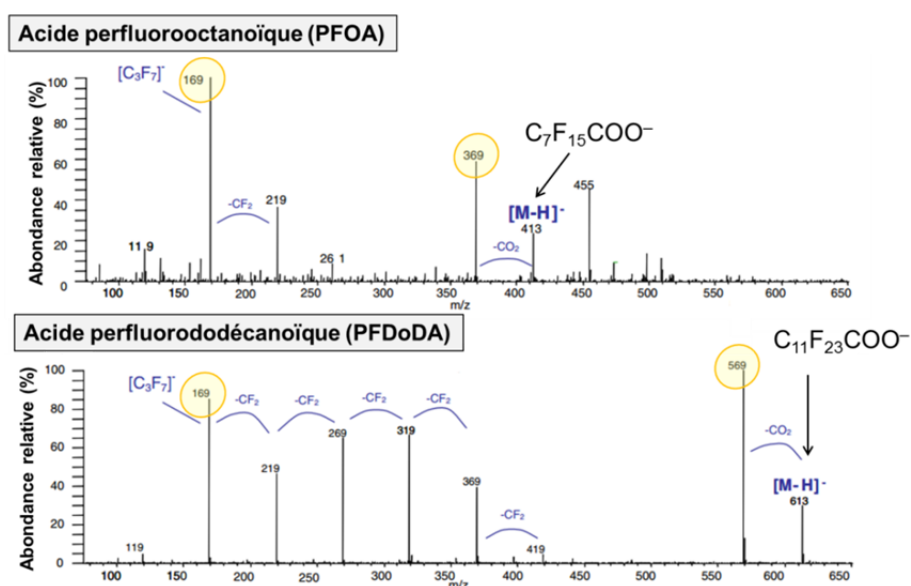 Acide perfluorooctanoïque (PFOA)
Abondance relative (%)
100
80
60
40
20
0
[C₃F₇]⁻
169
-CF₂
11.9
219
26 1
369
-CO₂
C₇F₁₅COO⁻
[M-H]⁻
413
455
100 150 200 250 300 350 400 450 500 550 600 650
m/z
Acide perfluorododécanoïque (PFDoDA)
Abondance relative (%)
100
80
60
40
20
0
[C₃F₇]⁻
169
-CF₂
-CF₂
-CF₂
-CF₂
119
219
269
319
369
-CF₂
419
569
-CO₂
C₁₁F₂₃COO⁻
[M-H]⁻
613
100 150 200 250 300 350 400 450 500 550 600 650
m/z